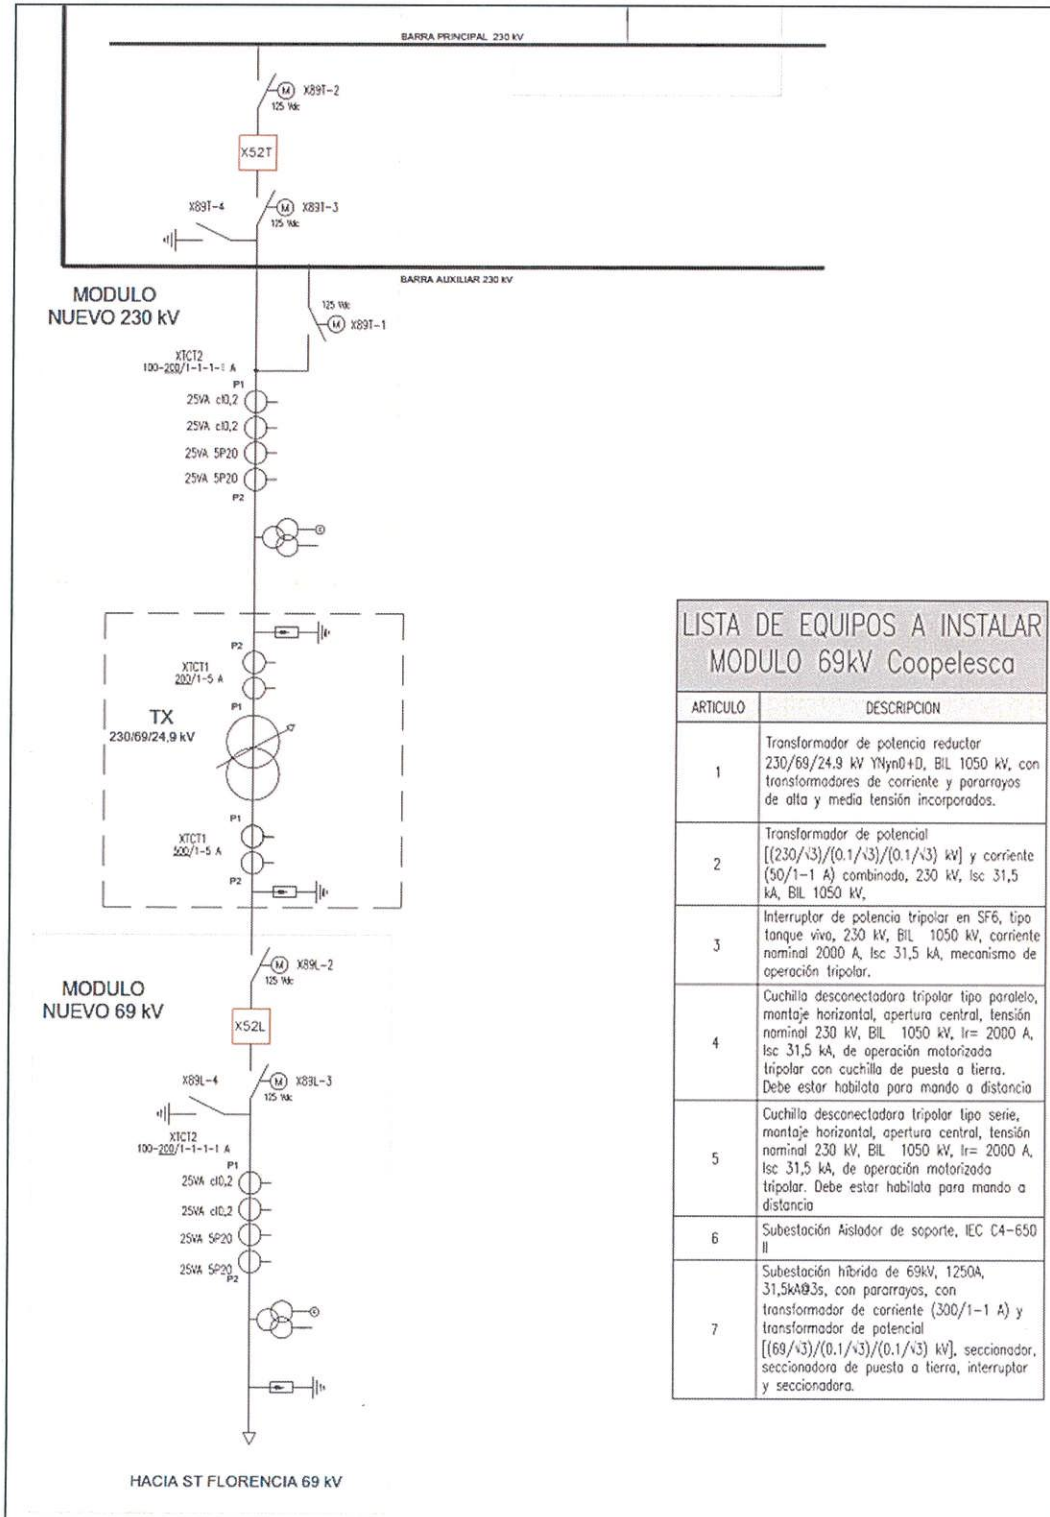 BARRA PRINCIPAL 230 kV
M
X89T-2
125 Vdc
X52T
X89T-4
M
X89T-3
125 Vdc
BARRA AUXILIAR 230 kV
MODULO
NUEVO 230 kV
125 Vdc
M
X89T-1
XTCT2
100-200/1-1-1-1 A
P1
25VA cl0,2
25VA cl0,2
25VA 5P20
25VA 5P20
P2
P2
XTCT1
200/1-5 A
P1
TX
230/69/24,9 kV
P1
XTCT1
500/1-5 A
P2
M
X89L-2
125 Vdc
MODULO
NUEVO 69 kV
X52L
X89L-4
M
X89L-3
125 Vdc
XTCT2
100-200/1-1-1-1 A
P1
25VA cl0,2
25VA cl0,2
25VA 5P20
25VA 5P20
P2
HACIA ST FLORENCIA 69 kV
LISTA DE EQUIPOS A INSTALAR
MODULO 69kV Coopelesca
ARTICULO DESCRIPCION
1
Transformador de potencia reductor
230/69/24.9 kV YNyn0+D, BIL 1050 kV, con
transformadores de corriente y pararrayos
de alta y media tensión incorporados.
2
Transformador de potencial
[(230/√3)/(0.1/√3)/(0.1/√3) kV] y corriente
(50/1-1 A) combinado, 230 kV, Isc 31,5
kA, BIL 1050 kV,
3
Interruptor de potencia tripolar en SF6, tipo
tanque vivo, 230 kV, BIL 1050 kV, corriente
nominal 2000 A, Isc 31,5 kA, mecanismo de
operación tripolar.
4
Cuchilla desconectadora tripolar tipo paralelo,
montaje horizontal, apertura central, tensión
nominal 230 kV, BIL 1050 kV, Ir= 2000 A,
Isc 31,5 kA, de operación motorizada
tripolar con cuchilla de puesta a tierra.
Debe estar habilata para mando a distancia
5
Cuchilla desconectadora tripolar tipo serie,
montaje horizontal, apertura central, tensión
nominal 230 kV, BIL 1050 kV, Ir= 2000 A,
Isc 31,5 kA, de operación motorizada
tripolar. Debe estar habilata para mando a
distancia
6
Subestación Aislador de soporte, IEC C4-650
II
7
Subestación híbrida de 69kV, 1250A,
31,5kA@3s, con pararrayos, con
transformador de corriente (300/1-1 A) y
transformador de potencial
[(69/√3)/(0.1/√3)/(0.1/√3) kV], seccionador,
seccionadora de puesta a tierra, interruptor
y seccionadora.